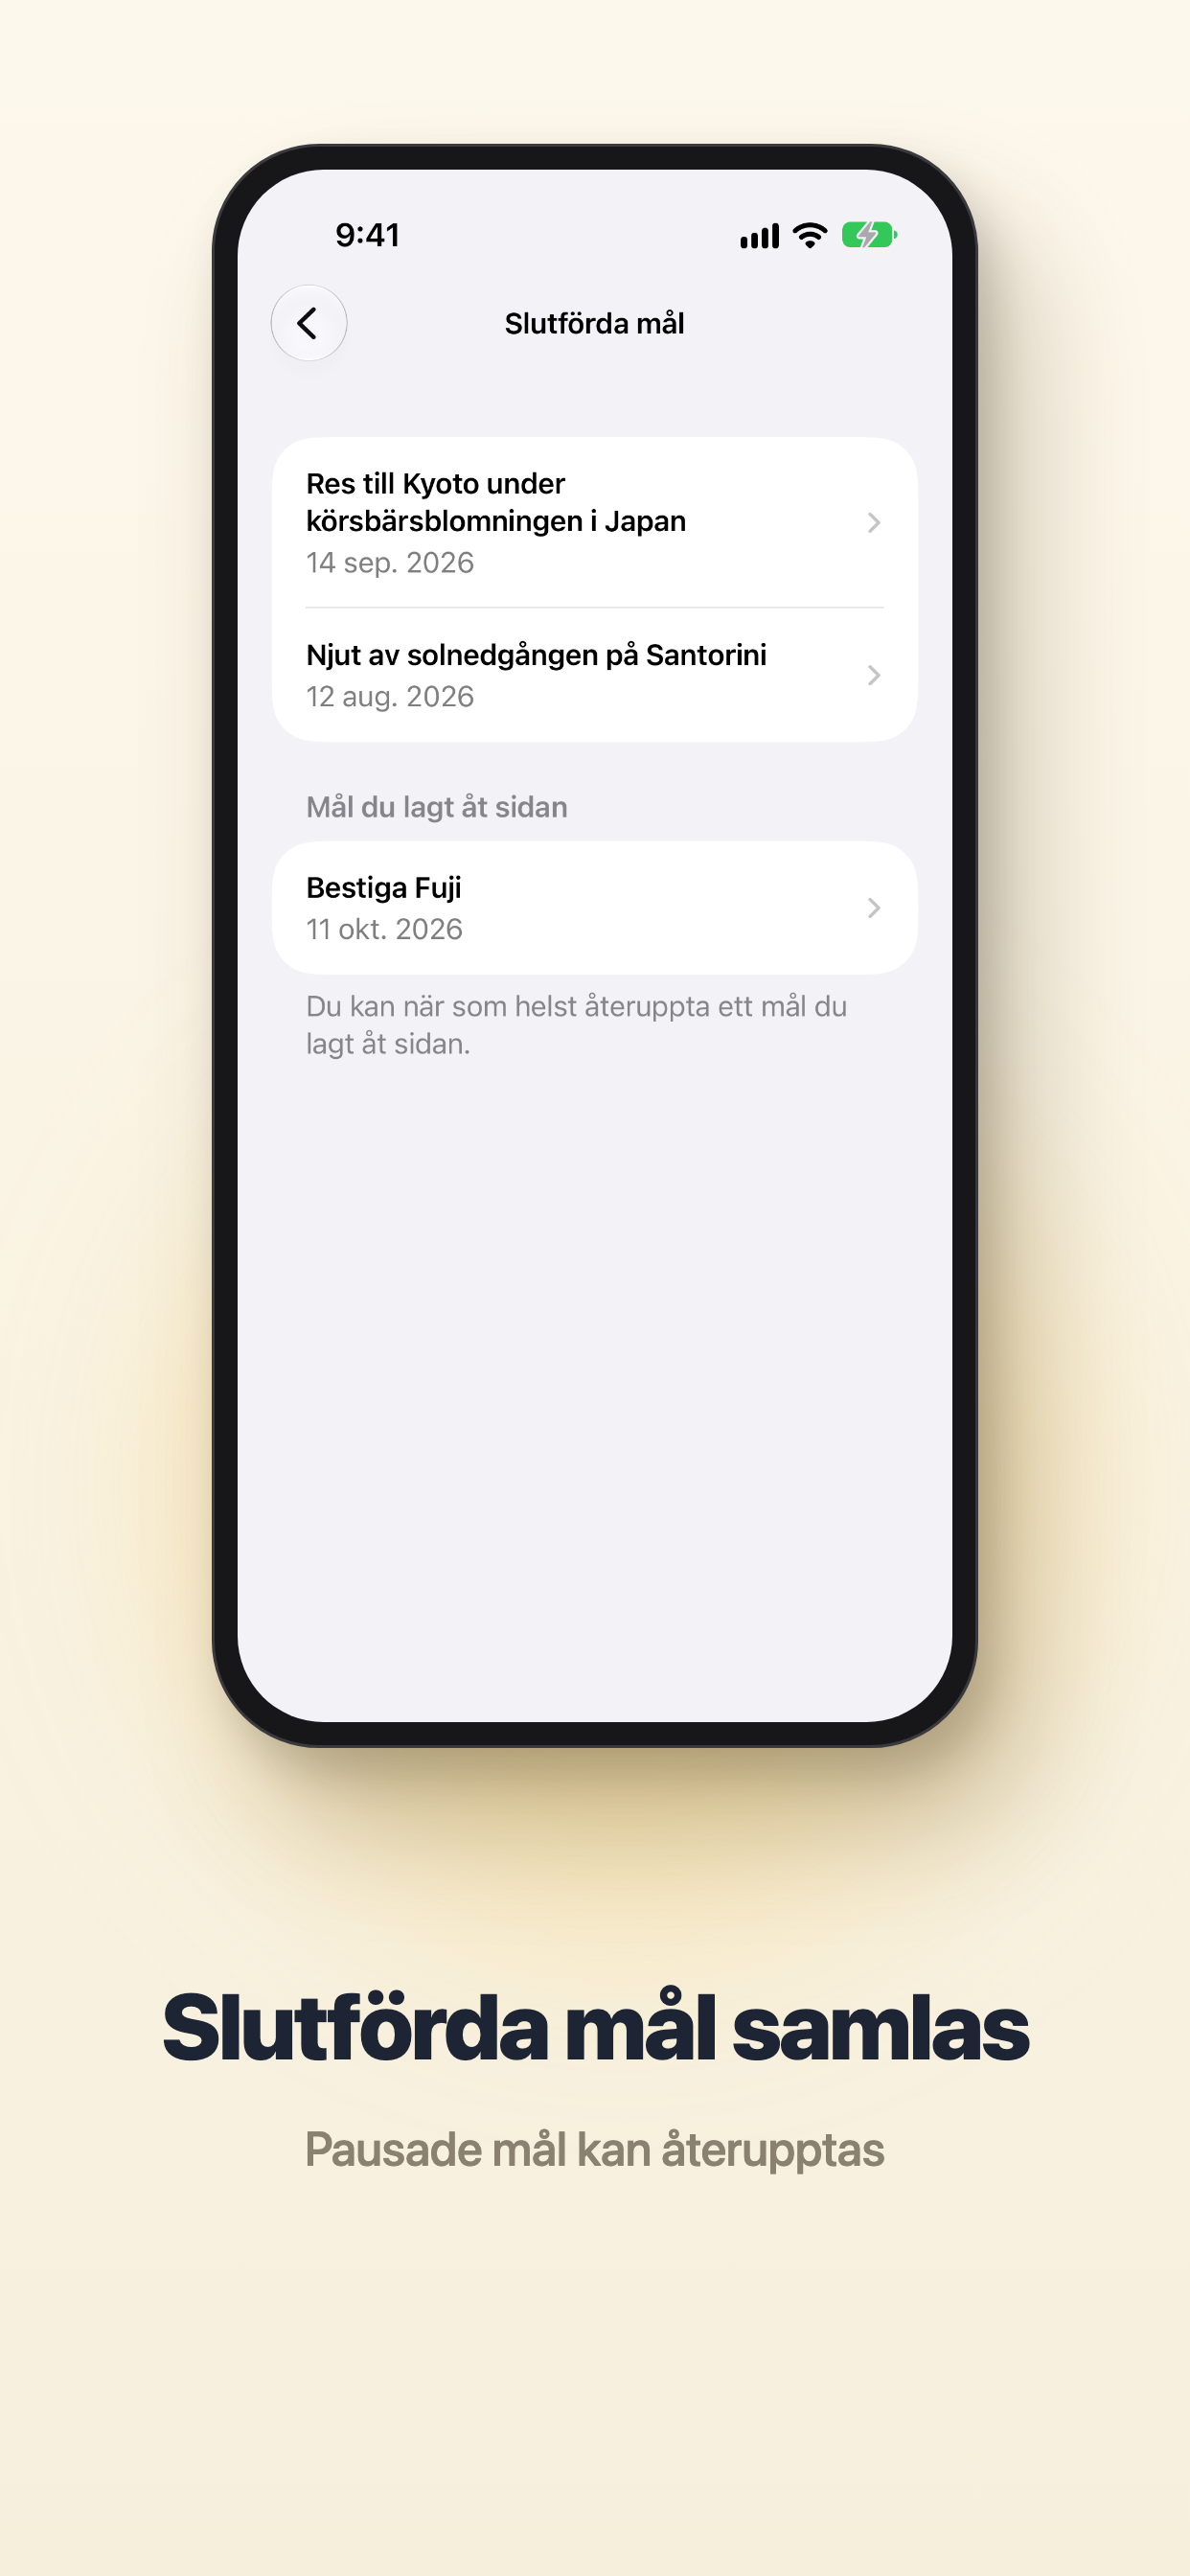 9:41
Slutförda mål
Res till Kyoto under
körsbärsblomningen i Japan
14 sep. 2026
Njut av solnedgången på Santorini
12 aug. 2026
Mål du lagt åt sidan
Bestiga Fuji
11 okt. 2026
Du kan när som helst återuppta ett mål du
lagt åt sidan.
Slutförda mål samlas
Pausade mål kan återupptas